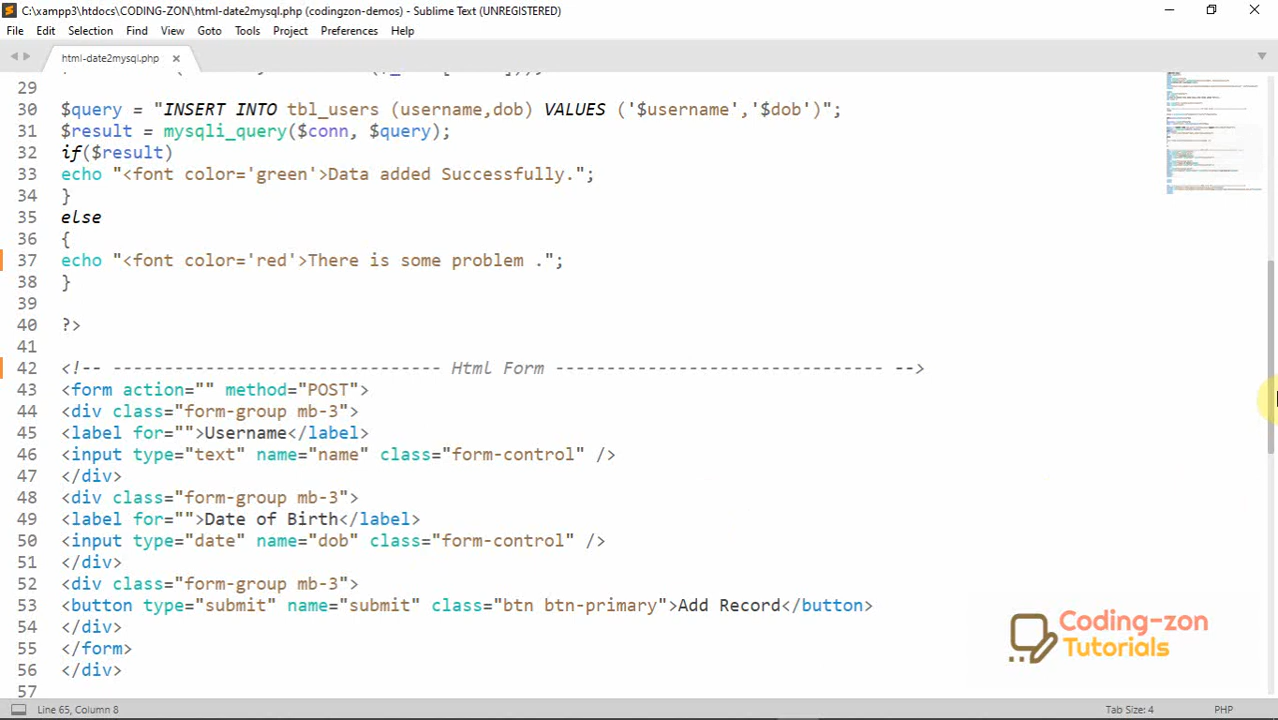 C:\xampp3\htdocs\CODING-ZON\html-date2mysql.php (codingzon-demos) - Sublime Text (UNREGISTERED)
File Edit Selection Find View Goto Tools Project Preferences Help
html-date2mysql.php
29
30 $query = "INSERT INTO tbl_users (username,dob) VALUES ('$username','$dob')";
31 $result = mysqli_query($conn, $query);
32 if($result)
33 echo "<font color='green'>Data added Successfully.";
34 }
35 else
36 {
37 echo "<font color='red'>There is some problem .";
38 }
39
40 ?>
41
42 <!-- -------------------------------- Html Form -------------------------------- -->
43 <form action="" method="POST">
44 <div class="form-group mb-3">
45 <label for="">Username</label>
46 <input type="text" name="name" class="form-control" />
47 </div>
48 <div class="form-group mb-3">
49 <label for="">Date of Birth</label>
50 <input type="date" name="dob" class="form-control" />
51 </div>
52 <div class="form-group mb-3">
53 <button type="submit" name="submit" class="btn btn-primary">Add Record</button>
54 </div>
55 </form>
56 </div>
57
Coding-zon
Tutorials
Line 65, Column 8
Tab Size: 4
PHP